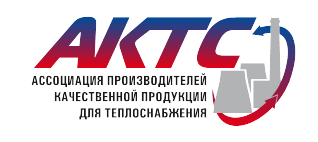 АКТС
АССОЦИАЦИЯ ПРОИЗВОДИТЕЛЕЙ
КАЧЕСТВЕННОЙ ПРОДУКЦИИ
ДЛЯ ТЕПЛОСНАБЖЕНИЯ